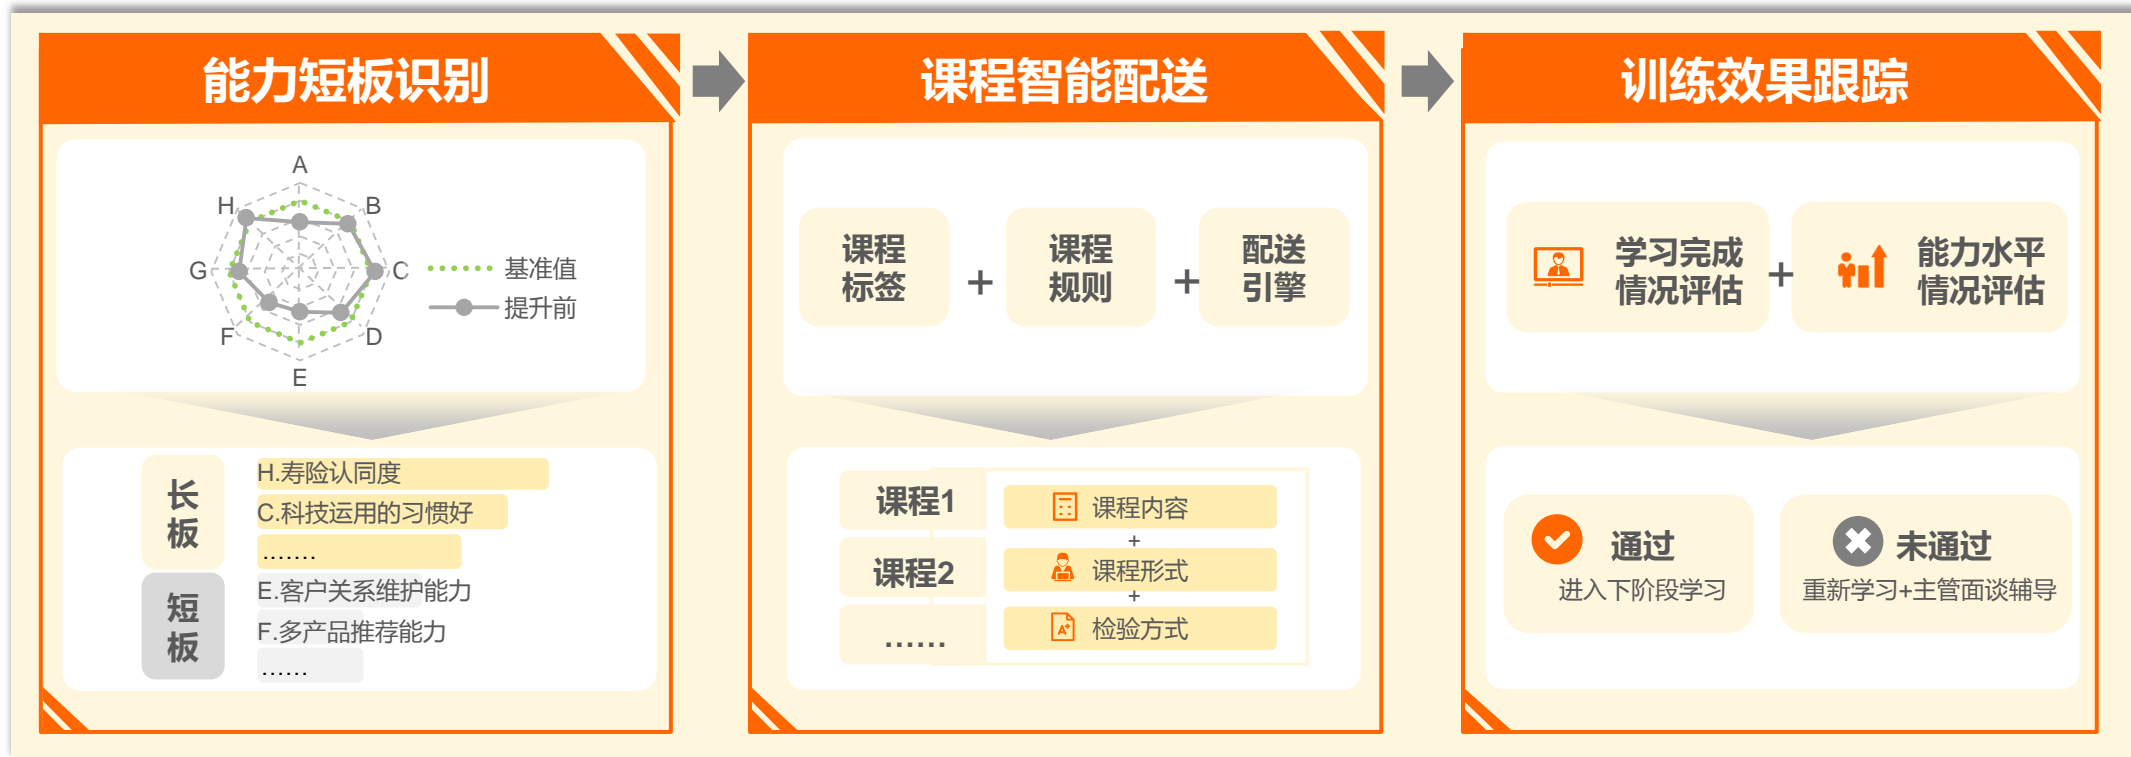 能力短板识别
A
B
C
D
E
F
G
H
基准值
提升前
长板
H.寿险认同度
C.科技运用的习惯好
.......
短板
E.客户关系维护能力
F.多产品推荐能力
......
课程智能配送
课程
标签
+
课程
规则
+
配送
引擎
课程1
课程2
......
课程内容
+
课程形式
+
检验方式
A+
训练效果跟踪
学习完成
情况评估
+
能力水平
情况评估
通过
进入下阶段学习
未通过
重新学习+主管面谈辅导